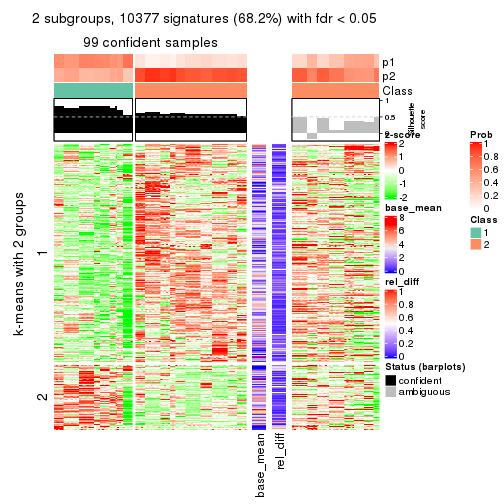 2 subgroups, 10377 signatures (68.2%) with fdr < 0.05
99 confident samples
p1
p2
Class
1
0.5
0
Silhouette
score
k-means with 2 groups
1
2
base_mean
rel_diff
z-score
2
1
0
-1
-2
base_mean
8
6
4
2
0
rel_diff
1
0.8
0.6
0.4
0.2
0
Status (barplots)
confident
ambiguous
Prob
1
0.8
0.6
0.4
0.2
0
Class
1
2